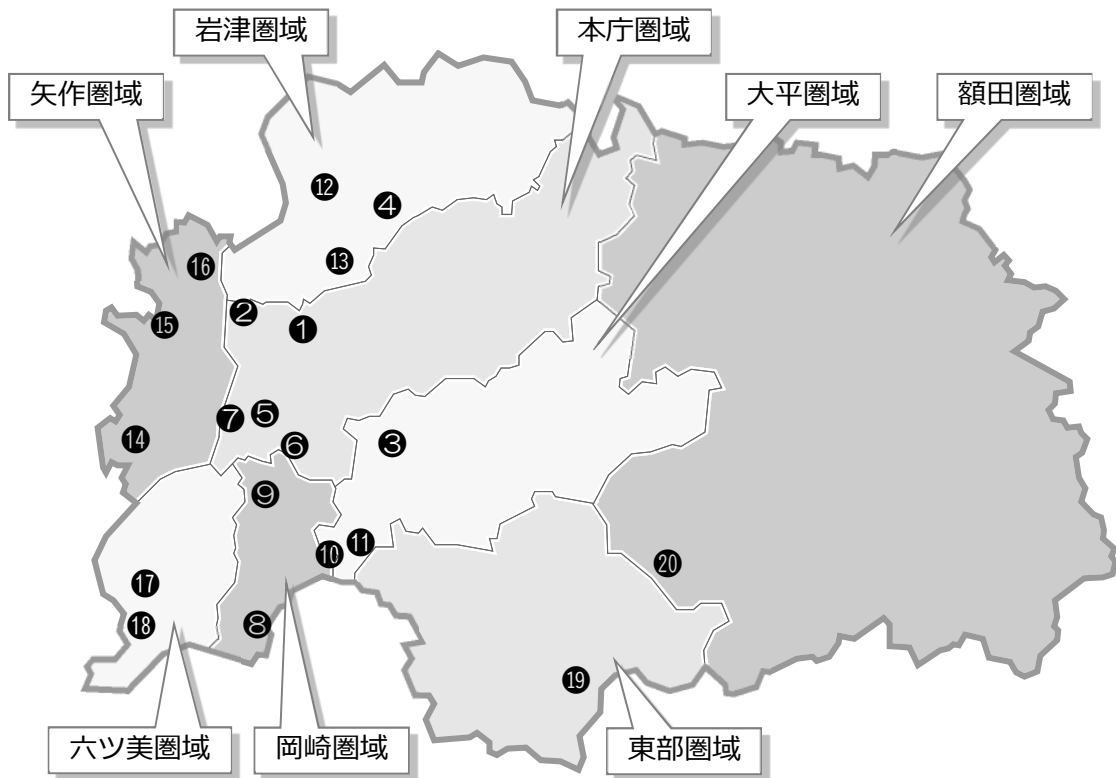 岩津圏域
本庁圏域
矢作圏域
大平圏域
額田圏域
⓬
❹
⓭
⓰
❷
⓯
❶
❼
❺
⓮
❻
❸
❾
❿
⓫
⓴
⓱
⓲
❽
⓳
六ツ美圏域
岡崎圏域
東部圏域